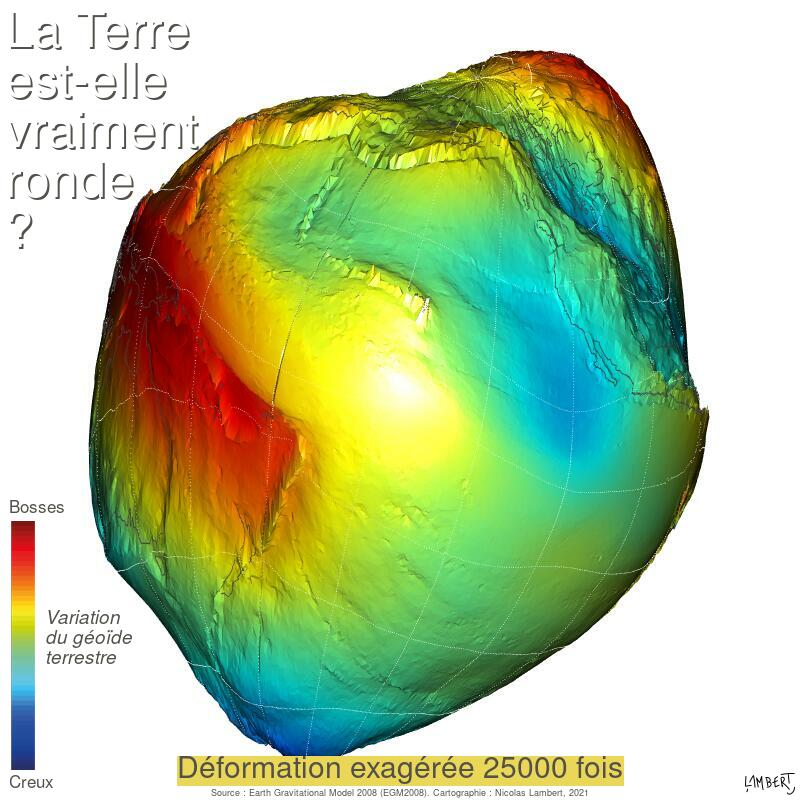 La Terre
est-elle
vraiment
ronde
?
Bosses
Variation
du géoïde
terrestre
Creux
Déformation exagérée 25000 fois
Source : Earth Gravitational Model 2008 (EGM2008). Cartographie : Nicolas Lambert, 2021
LAMBERT